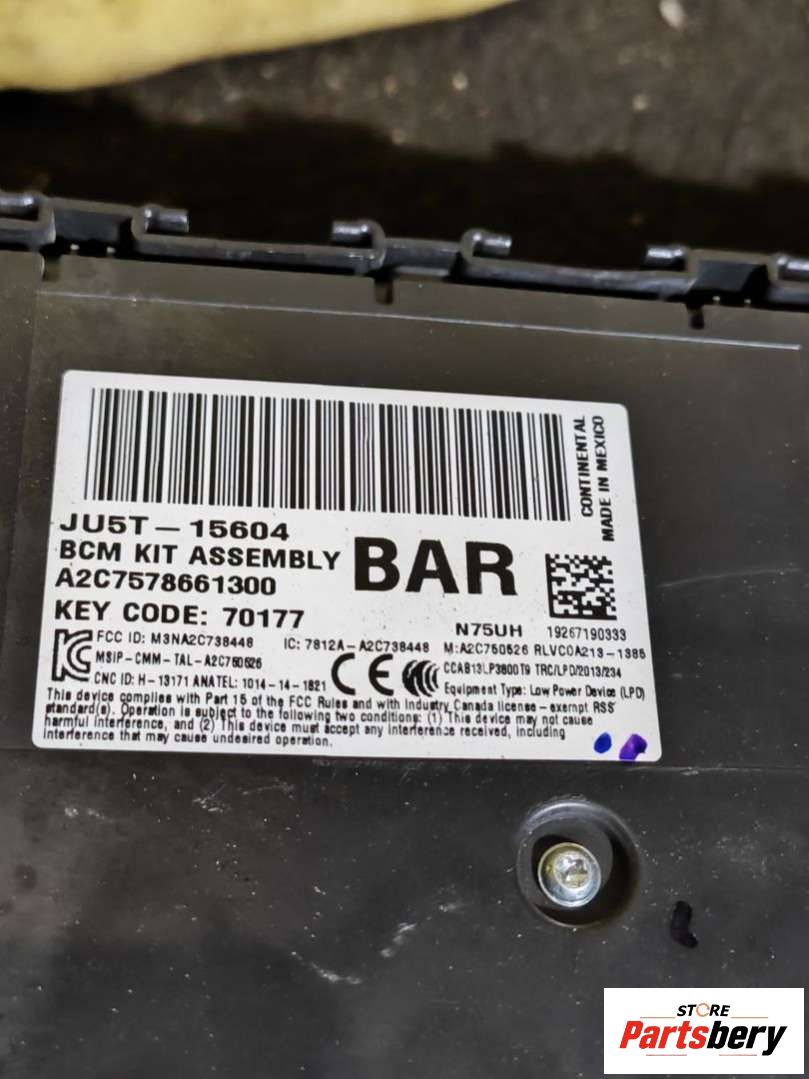 JU5T-15604
BCM KIT ASSEMBLY
A2C7578661300
BAR
KEY CODE: 70177
CONTINENTAL
MADE IN MEXICO
N75UH
19267190333
FCC ID: M3NA2C738448 IC: 7812A-A2C738448 M:A2C750526 RLVCOA213-1385
MSIP-CMM-TAL-A2C750526
CCAB13LP3800T9 TRC/LPD/2013/234
CNC ID: H-13171 ANATEL: 1014-14-1821
Equipment Type: Low Power Device (LPD)
This device complies with Part 15 of the FCC Rules and with Industry Canada license - exempt RSS
standard(s). Operation is subject to the following two conditions: (1) This device may not cause
harmful interference, and (2) This device must accept any interference received, including
interference that may cause undesired operation.
STORE
Partsbery